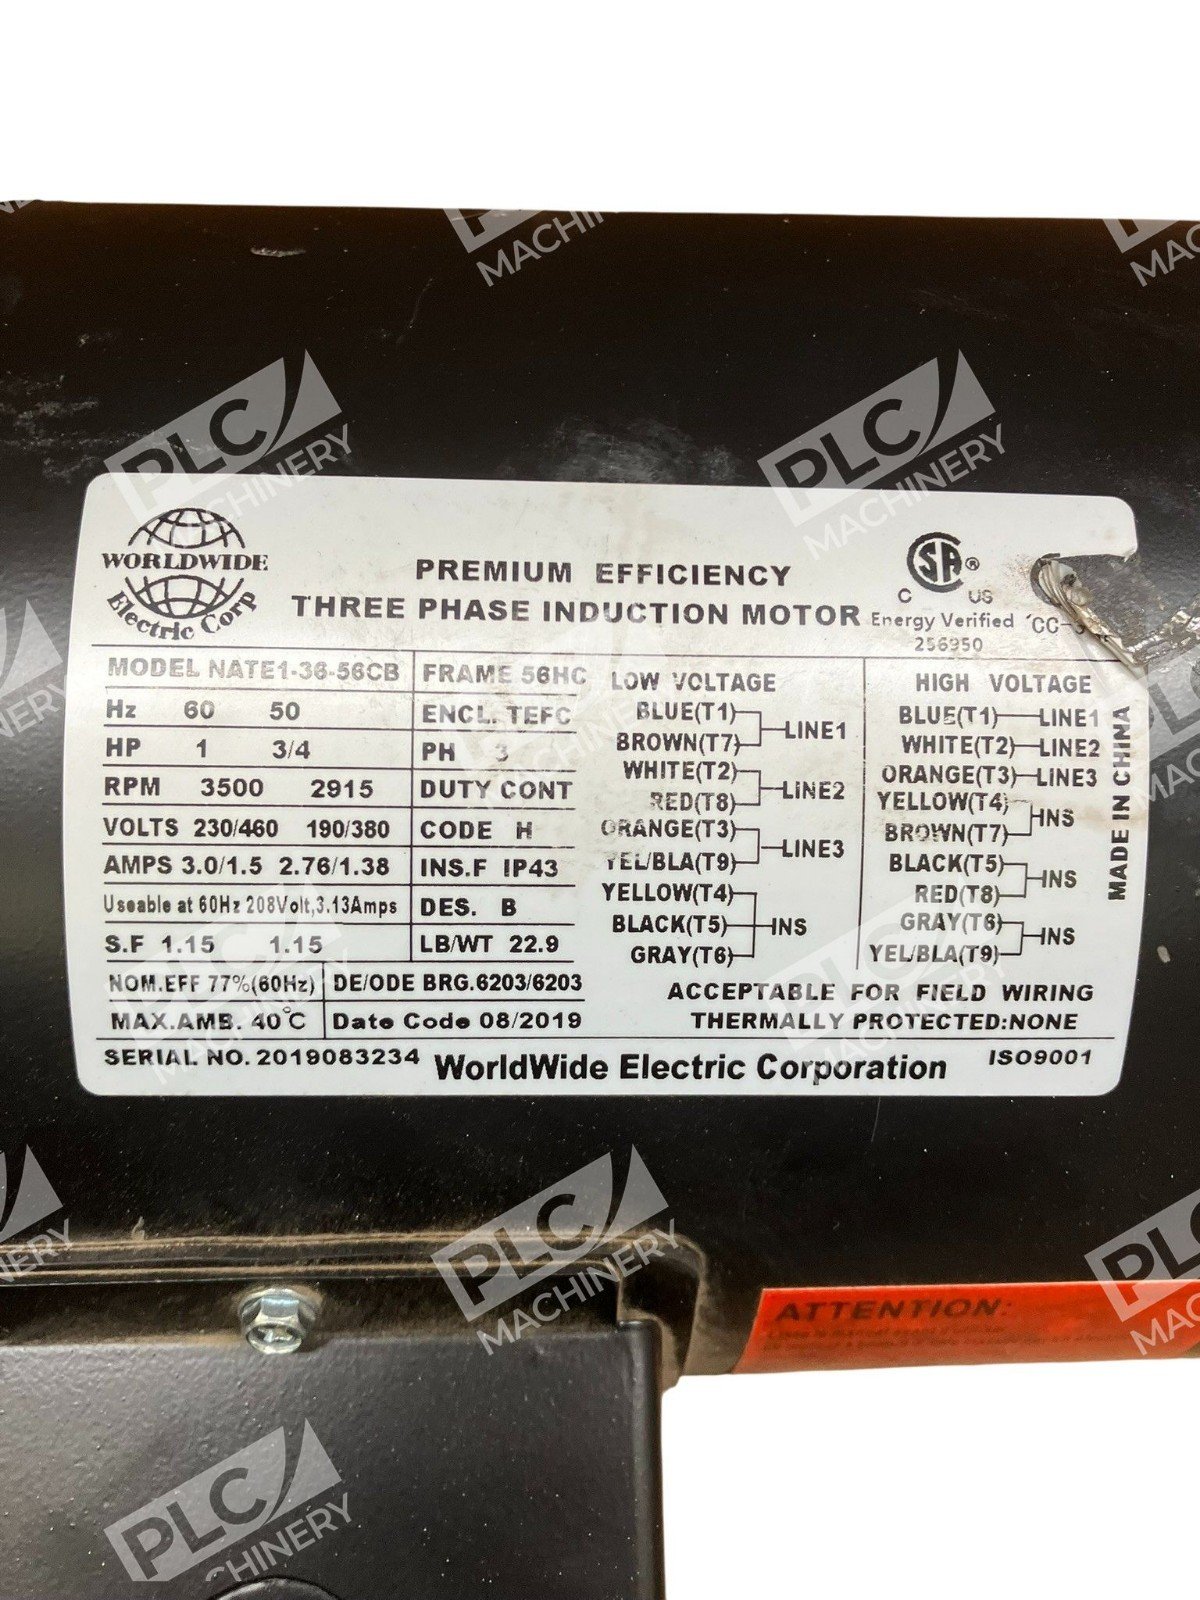 WORLDWIDE
Electric Corp
PREMIUM EFFICIENCY
THREE PHASE INDUCTION MOTOR
SA ®
C US
Energy Verified
256950
CC-
MODEL NATE1-36-56CB
FRAME 56HC
Hz 60 50
ENCL. TEFC
HP 1 3/4
PH 3
RPM 3500 2915
DUTY CONT
VOLTS 230/460 190/380
CODE H
AMPS 3.0/1.5 2.76/1.38
INS.F IP43
Useable at 60Hz 208Volt,3.13Amps
DES. B
S.F 1.15 1.15
LB/WT 22.9
NOM.EFF 77%(60Hz)
DE/ODE BRG.6203/6203
MAX.AMB. 40°C
Date Code 08/2019
LOW VOLTAGE
BLUE(T1)
BROWN(T7)
LINE1
WHITE(T2)
RED(T8)
LINE2
ORANGE(T3)
YEL/BLA(T9)
LINE3
YELLOW(T4)
BLACK(T5)
GRAY(T6)
INS
HIGH VOLTAGE
BLUE(T1) LINE1
WHITE(T2) LINE2
ORANGE(T3) LINE3
YELLOW(T4)
BROWN(T7)
INS
BLACK(T5)
RED(T8)
INS
GRAY(T6)
YEL/BLA(T9)
INS
MADE IN CHINA
ACCEPTABLE FOR FIELD WIRING
THERMALLY PROTECTED:NONE
SERIAL NO. 2019083234
WorldWide Electric Corporation
ISO9001
ATTENTION:
PLC
MACHINERY